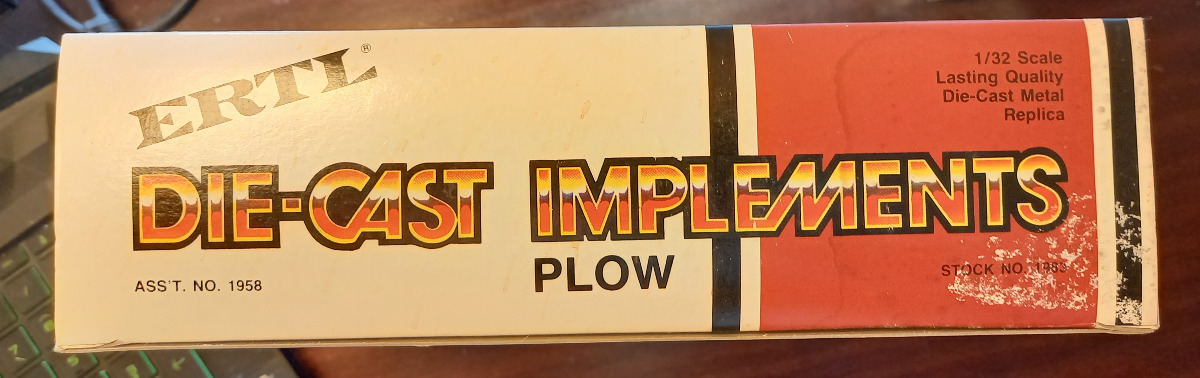 ERTL®
1/32 Scale
Lasting Quality
Die-Cast Metal
Replica
DIE-CAST IMPLEMENTS
PLOW
ASS'T. NO. 1958
STOCK NO.